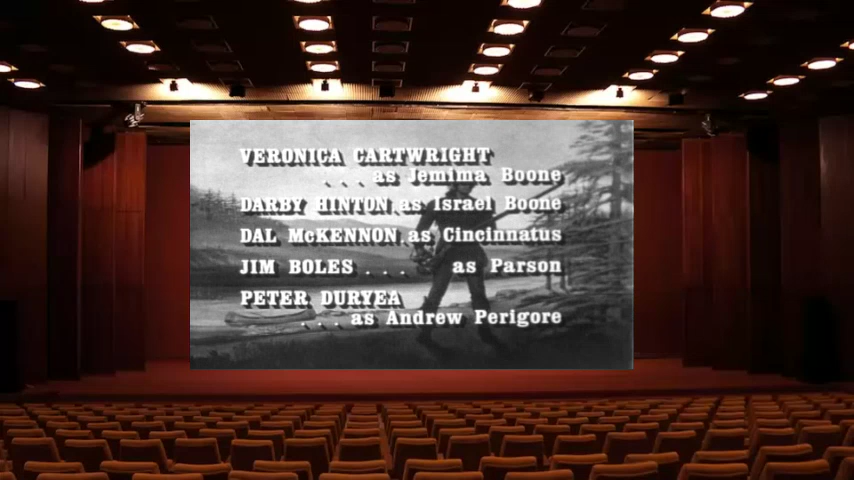 VERONICA CARTWRIGHT
. . . as Jemima Boone
DARBY HINTON as Israel Boone
DAL McKENNON as Cincinnatus
JIM BOLES . . . as Parson
PETER DURYEA
. . . as Andrew Perigore